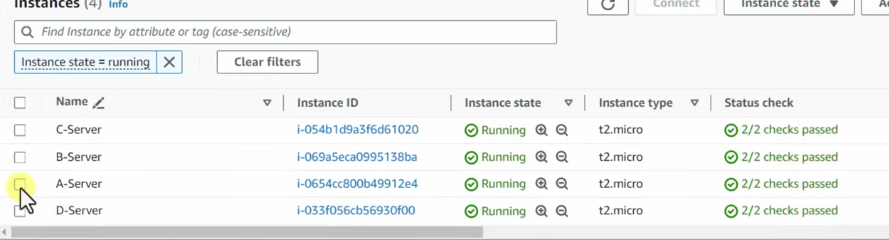 Instances (4) Info
Connect
Instance state
Find Instance by attribute or tag (case-sensitive)
Instance state = running
Clear filters
Name Instance ID Instance state Instance type Status check
C-Server i-054b1d9a3f6d61020 Running t2.micro 2/2 checks passed
B-Server i-069a5eca0995138ba Running t2.micro 2/2 checks passed
A-Server i-0654cc800b49912e4 Running t2.micro 2/2 checks passed
D-Server i-033f056cb56930f00 Running t2.micro 2/2 checks passed